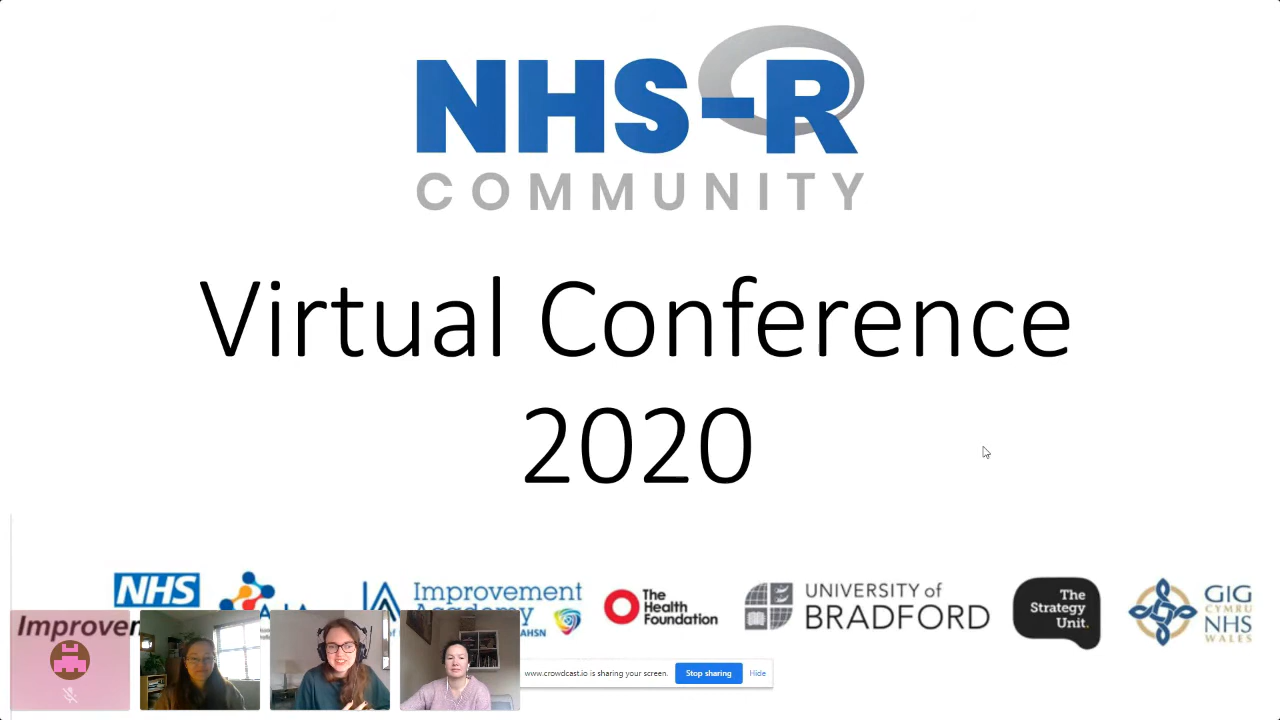 NHS-R
COMMUNITY
Virtual Conference
2020
NHS
Improvement
Academy
AHSN
The
Health
Foundation
UNIVERSITY of
BRADFORD
The
Strategy
Unit.
GIG
CYMRU
NHS
WALES
www.crowdcast.io is sharing your screen.
Stop sharing
Hide